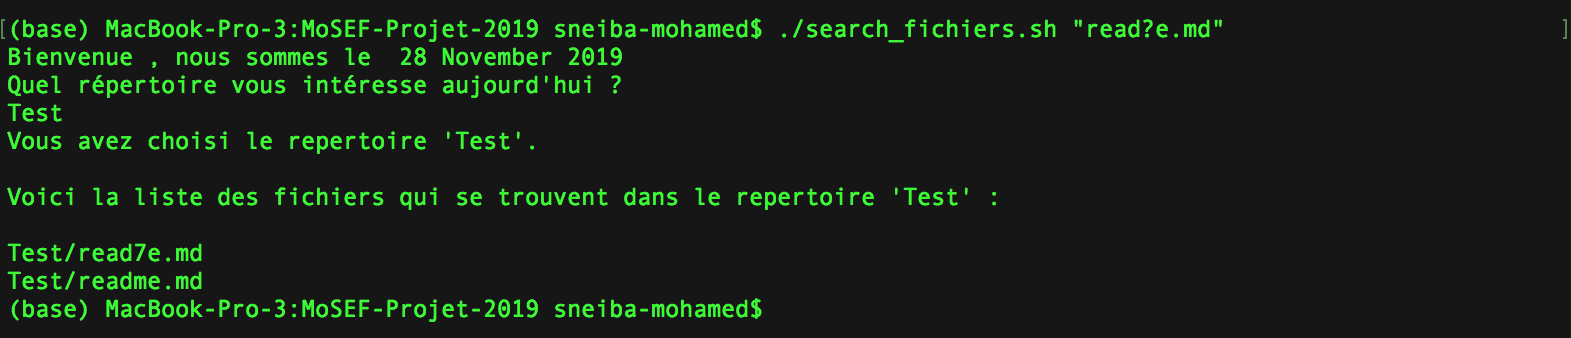 [(base) MacBook-Pro-3:MoSEF-Projet-2019 sneiba-mohamed$ ./search_fichiers.sh "read?e.md" ]
Bienvenue , nous sommes le  28 November 2019
Quel répertoire vous intéresse aujourd'hui ?
Test
Vous avez choisi le repertoire 'Test'.
Voici la liste des fichiers qui se trouvent dans le repertoire 'Test' :
Test/read7e.md
Test/readme.md
(base) MacBook-Pro-3:MoSEF-Projet-2019 sneiba-mohamed$